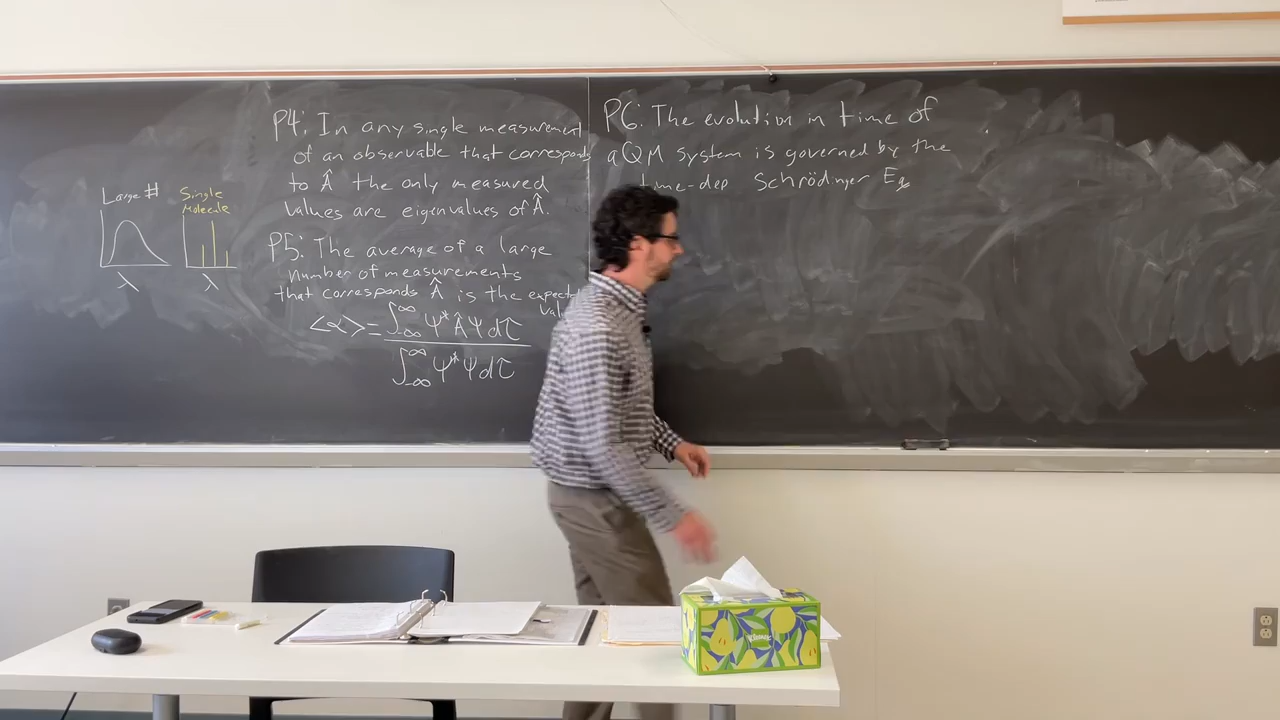 Large #
λ
Single
Molecule
λ
P4: In any single measurement
of an observable that corresponds
to Â the only measured
values are eigenvalues of Â.
P5: The average of a large
number of measurements
that corresponds Â is the
<α> = ∫_-∞^∞ Ψ* Â Ψ dτ
∫_-∞^∞ Ψ* Ψ dτ
P6: The evolution in time of
a QM system is governed by the
time-dep Schrödinger Eq
Kleenex